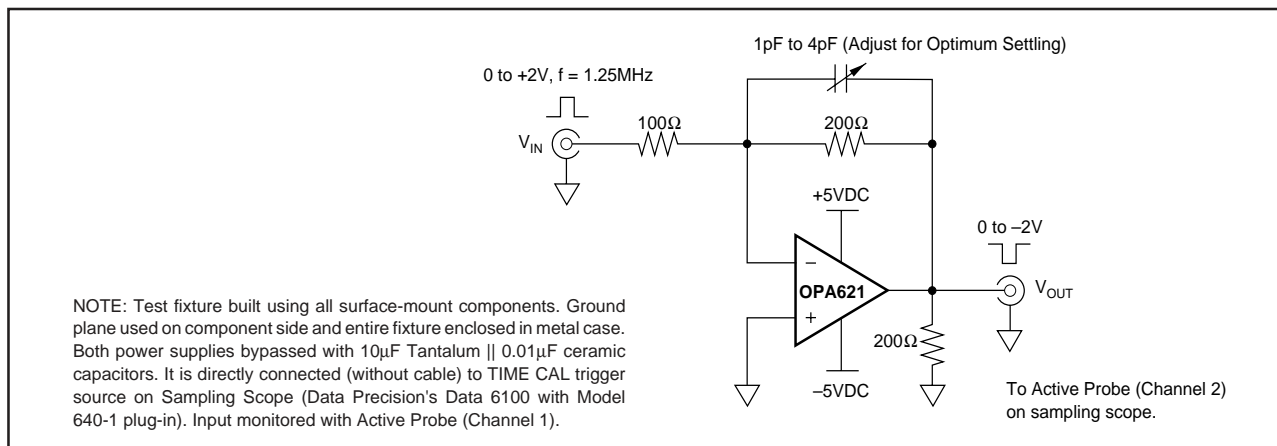 1pF to 4pF (Adjust for Optimum Settling)
0 to +2V, f = 1.25MHz
100Ω
200Ω
VIN
+5VDC
0 to –2V
–
OPA621
+
VOUT
200Ω
–5VDC
To Active Probe (Channel 2)
on sampling scope.
NOTE: Test fixture built using all surface-mount components. Ground
plane used on component side and entire fixture enclosed in metal case.
Both power supplies bypassed with 10µF Tantalum || 0.01µF ceramic
capacitors. It is directly connected (without cable) to TIME CAL trigger
source on Sampling Scope (Data Precision's Data 6100 with Model
640-1 plug-in). Input monitored with Active Probe (Channel 1).